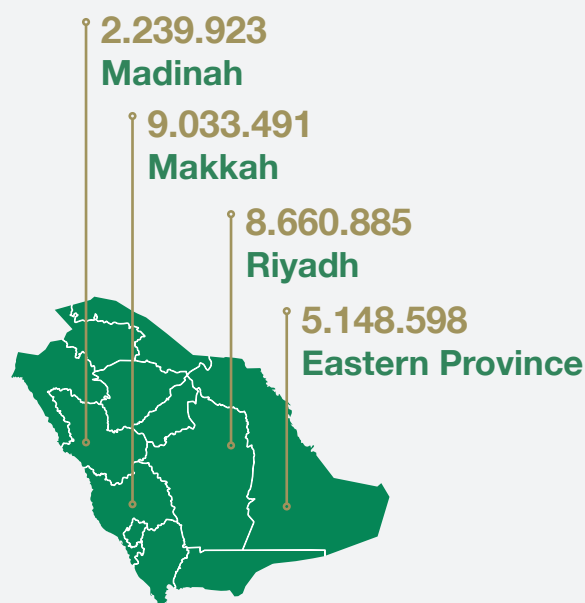 2.239.923
Madinah
9.033.491
Makkah
8.660.885
Riyadh
5.148.598
Eastern Province